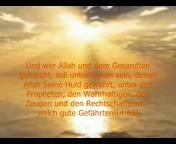 Und wer Allah und dem Gesandten
gehorcht, soll unter denen sein, denen
Allah Seine Huld gewährt, unter den
Propheten, den Wahrhaftigen, den
Zeugen und den Rechtschaffenen
welch gute Gefährten!(4:69).